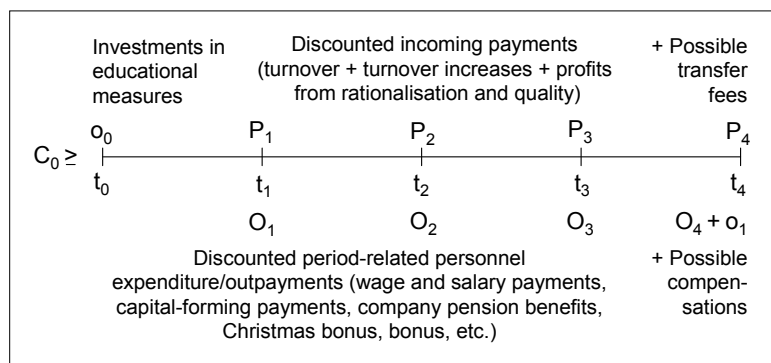 Investments in educational measures
Discounted incoming payments
(turnover + turnover increases + profits
from rationalisation and quality)
+ Possible
transfer
fees
o₀ P₁ P₂ P₃ P₄
C₀ ≥
t₀ t₁ t₂ t₃ t₄
O₁ O₂ O₃ O₄ + o₁
Discounted period-related personnel
expenditure/outpayments (wage and salary payments,
capital-forming payments, company pension benefits,
Christmas bonus, bonus, etc.)
+ Possible
compen-
sations